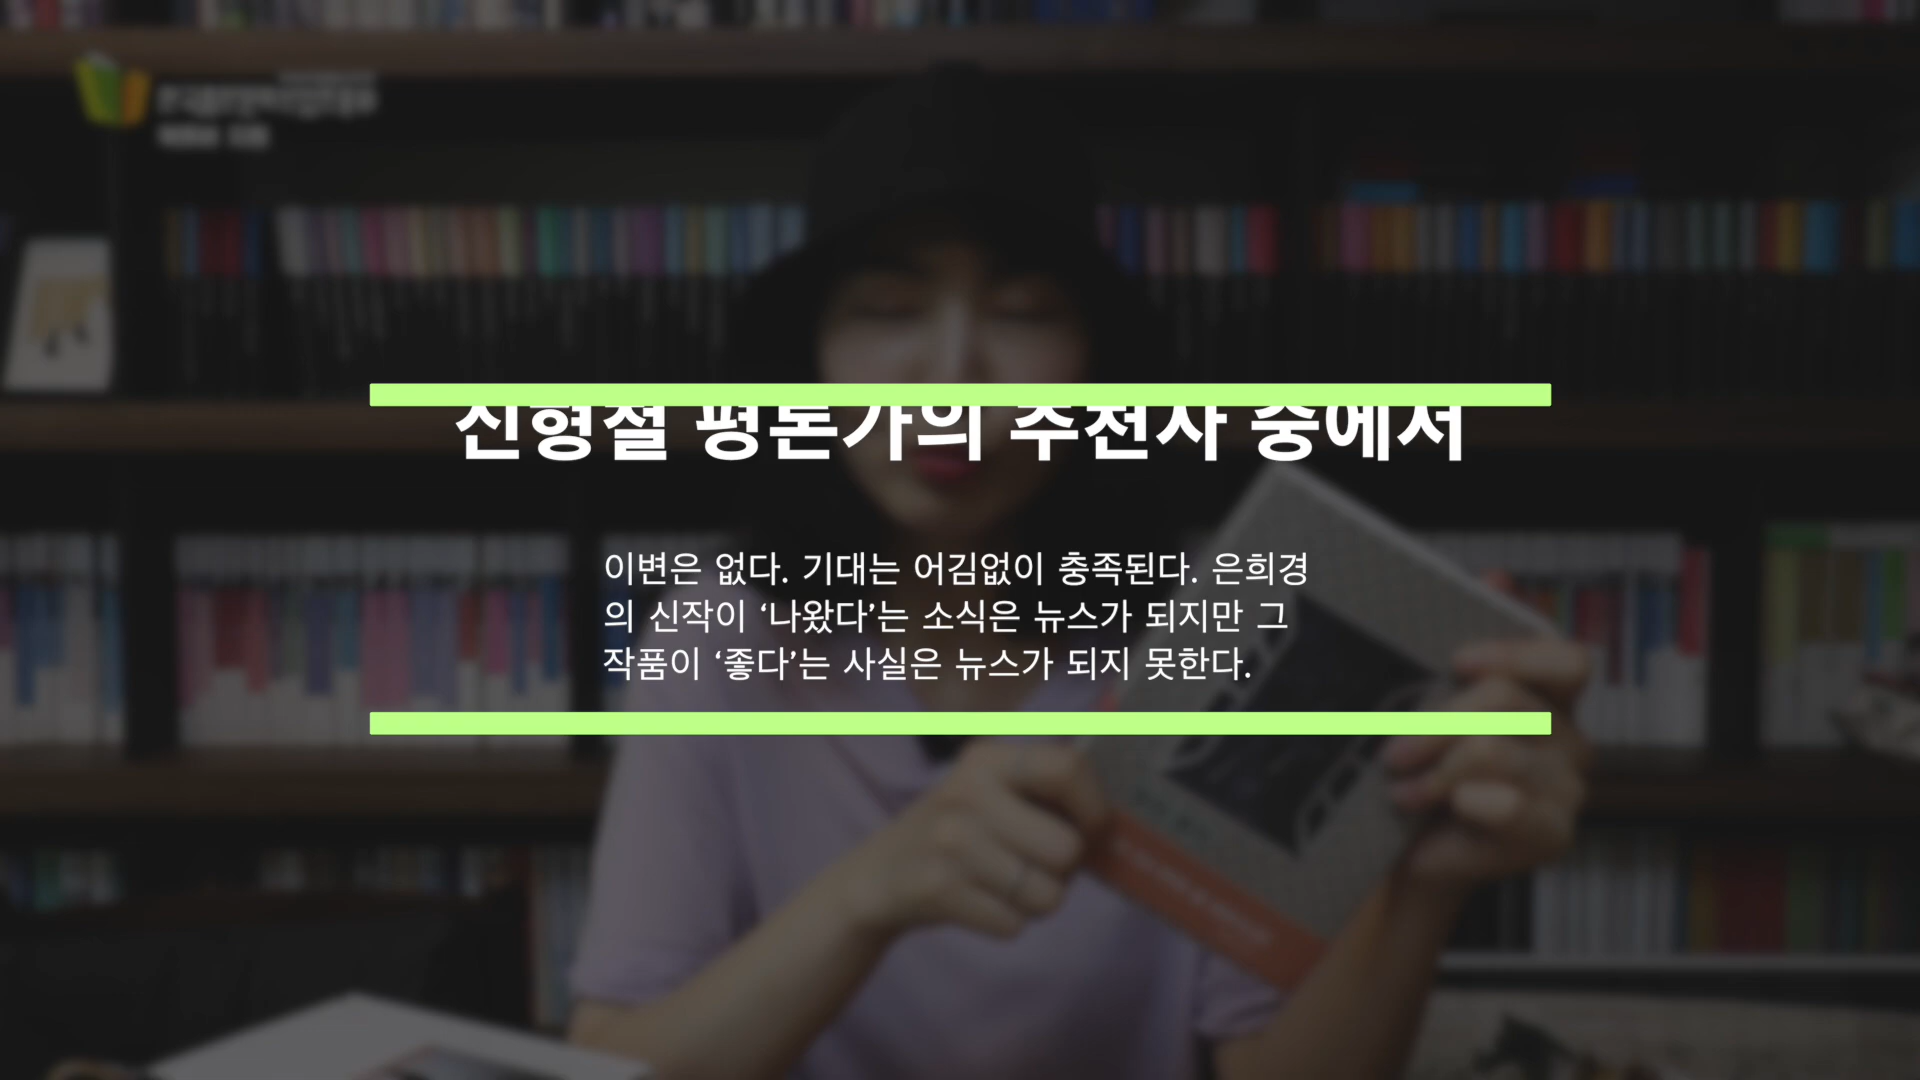 신형철 평론가의 추천사 중에서
이변은 없다. 기대는 어김없이 충족된다. 은희경
의 신작이 ‘나왔다’는 소식은 뉴스가 되지만 그
작품이 ‘좋다’는 사실은 뉴스가 되지 못한다.